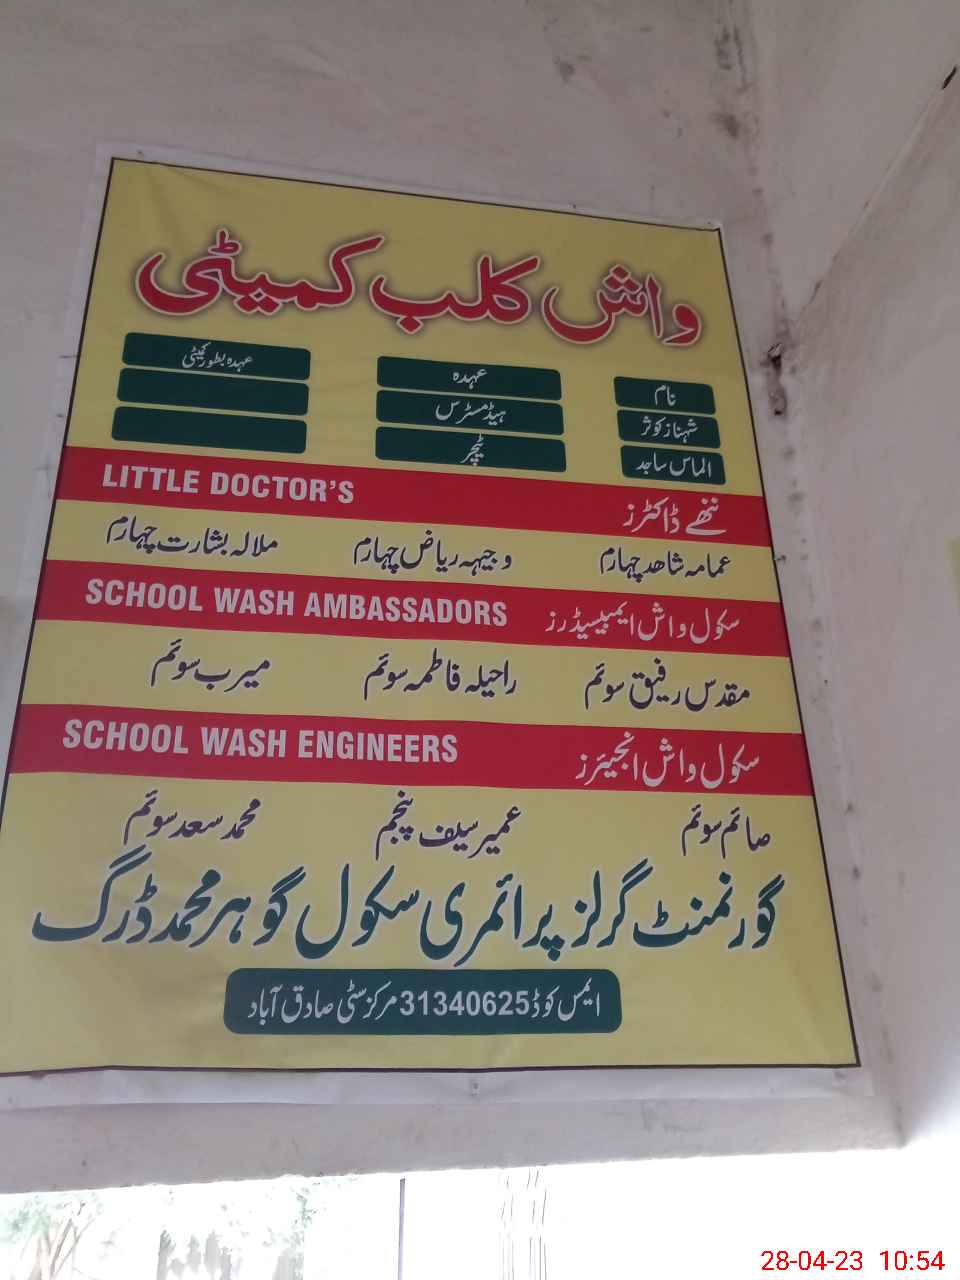 واش کلب کمیٹی
نام عہدہ عہدہ بطور کمیٹی
شہناز کوثر ہیڈ مسٹرس
الماس ساجد ٹیچر
ننھے ڈاکٹرز LITTLE DOCTOR'S
عمامہ شاھد چہارم وجیہہ ریاض چہارم ملالہ بشارت چہارم
سکول واش ایمبیسیڈرز SCHOOL WASH AMBASSADORS
مقدس رفیق سوئم راحیلہ فاطمہ سوئم میرب سوئم
سکول واش انجیئرز SCHOOL WASH ENGINEERS
صائم سوئم عمیر سیف پنجم محمد سعد سوئم
گورنمنٹ گرلز پرائمری سکول گوہر محمد ڈرگ
ایمس کوڈ 31340625 مرکز سٹی صادق آباد
28-04-23 10:54